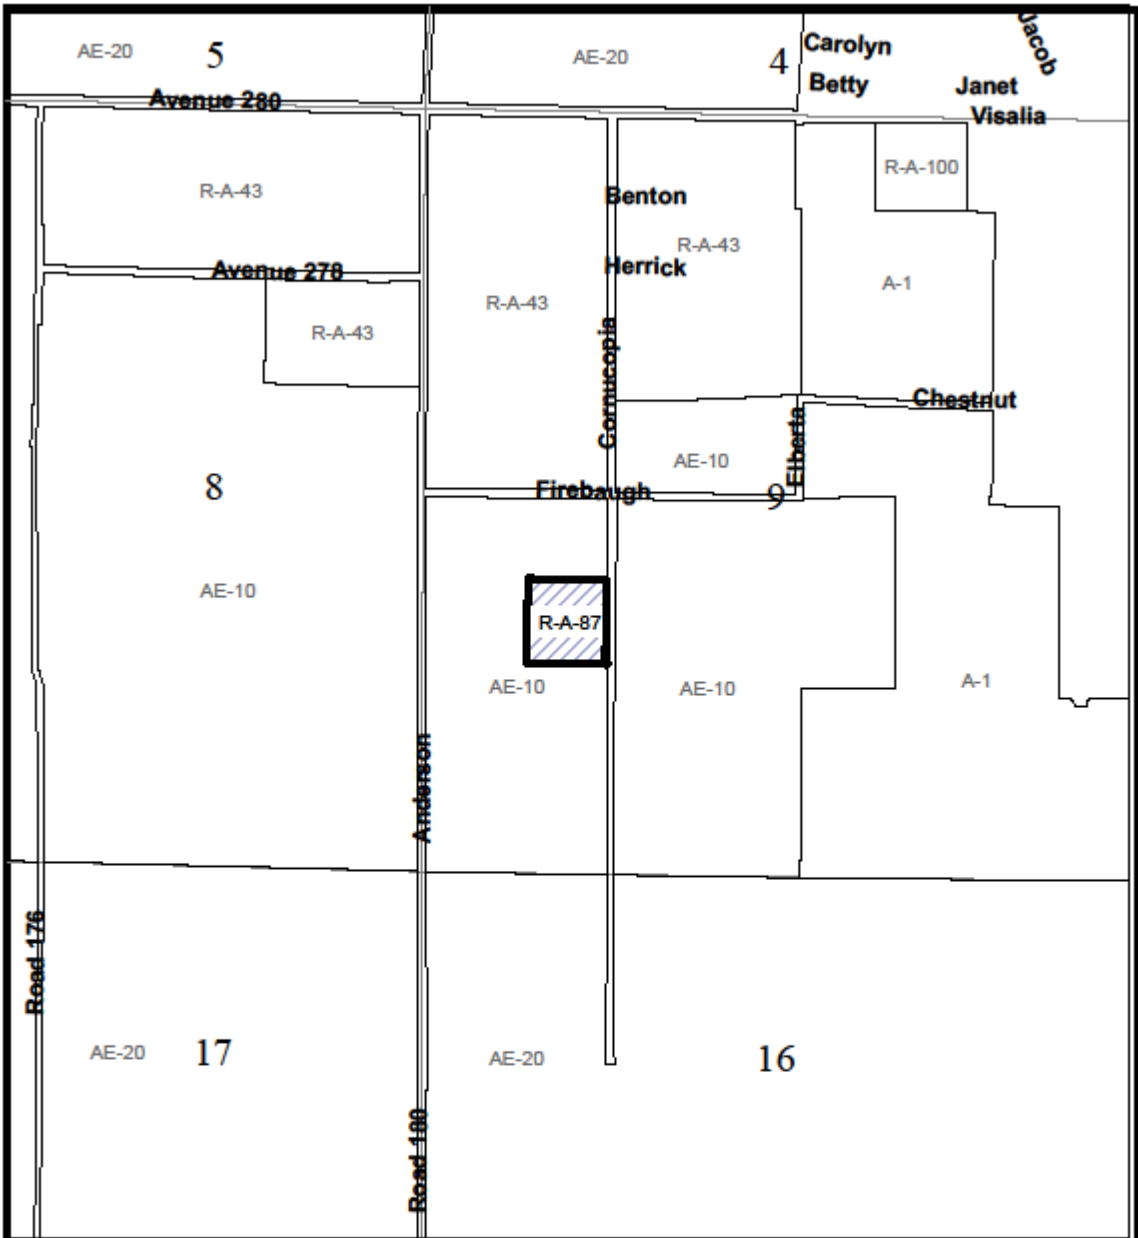 Jacob
Carolyn
AE-20
5
AE-20
4
Betty
Janet
Avenue 280
Visalia
R-A-100
R-A-43
Benton
R-A-43
Herrick
Avenue 278
A-1
R-A-43
R-A-43
Cornucopia
Chestnut
Elberta
AE-10
8
Firebaugh
9
AE-10
R-A-87
AE-10
AE-10
A-1
Anderson
Road 176
AE-20
17
AE-20
16
Road 180